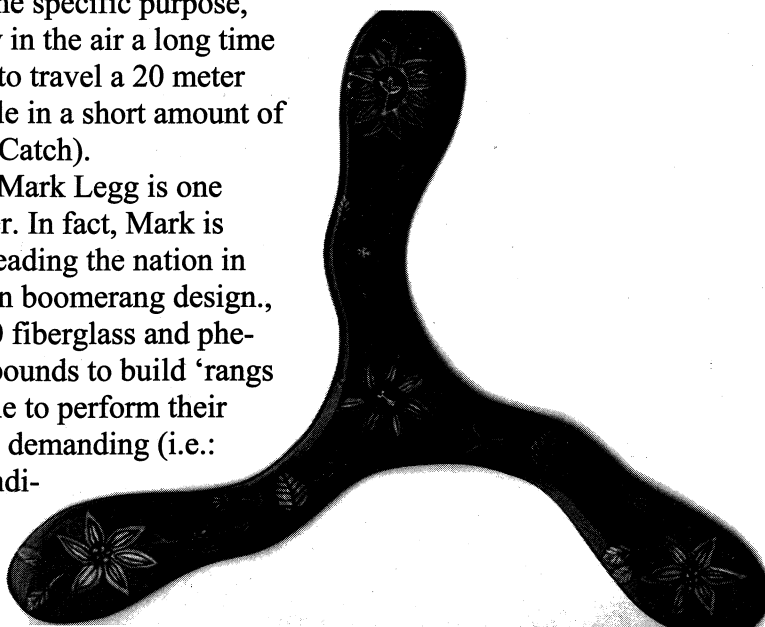 ne specific purpose,
in the air a long time
to travel a 20 meter
le in a short amount of
Catch).
Mark Legg is one
r. In fact, Mark is
eading the nation in
n boomerang design.,
fiberglass and phe-
ounds to build ‘rangs
le to perform their
demanding (i.e.:
ndi-